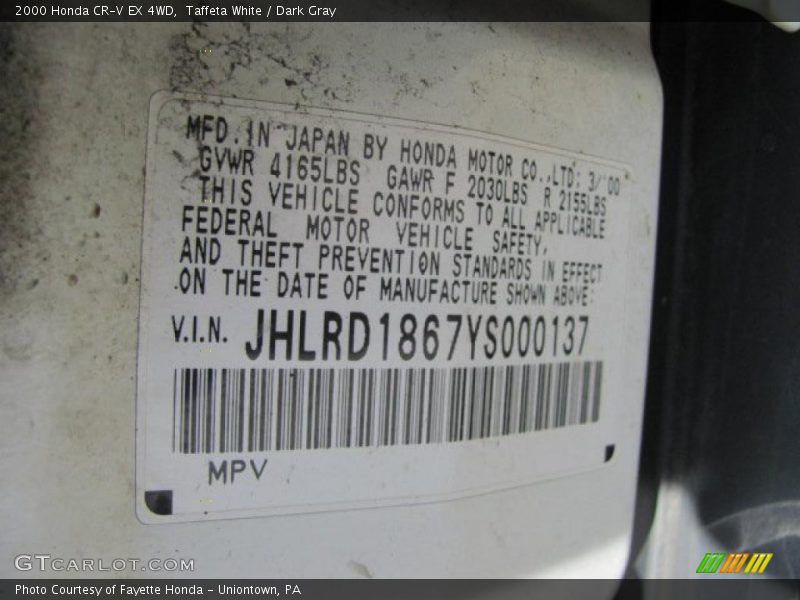 2000 Honda CR-V EX 4WD, Taffeta White / Dark Gray
MFD. IN JAPAN BY HONDA MOTOR CO.,LTD; 3/'00
GVWR 4165LBS GAWR F 2030LBS R 2155LBS
THIS VEHICLE CONFORMS TO ALL APPLICABLE
FEDERAL MOTOR VEHICLE SAFETY,
AND THEFT PREVENTION STANDARDS IN EFFECT
ON THE DATE OF MANUFACTURE SHOWN ABOVE:
V.I.N. JHLRD1867YS000137
MPV
GTCARLOT.COM
Photo Courtesy of Fayette Honda - Uniontown, PA